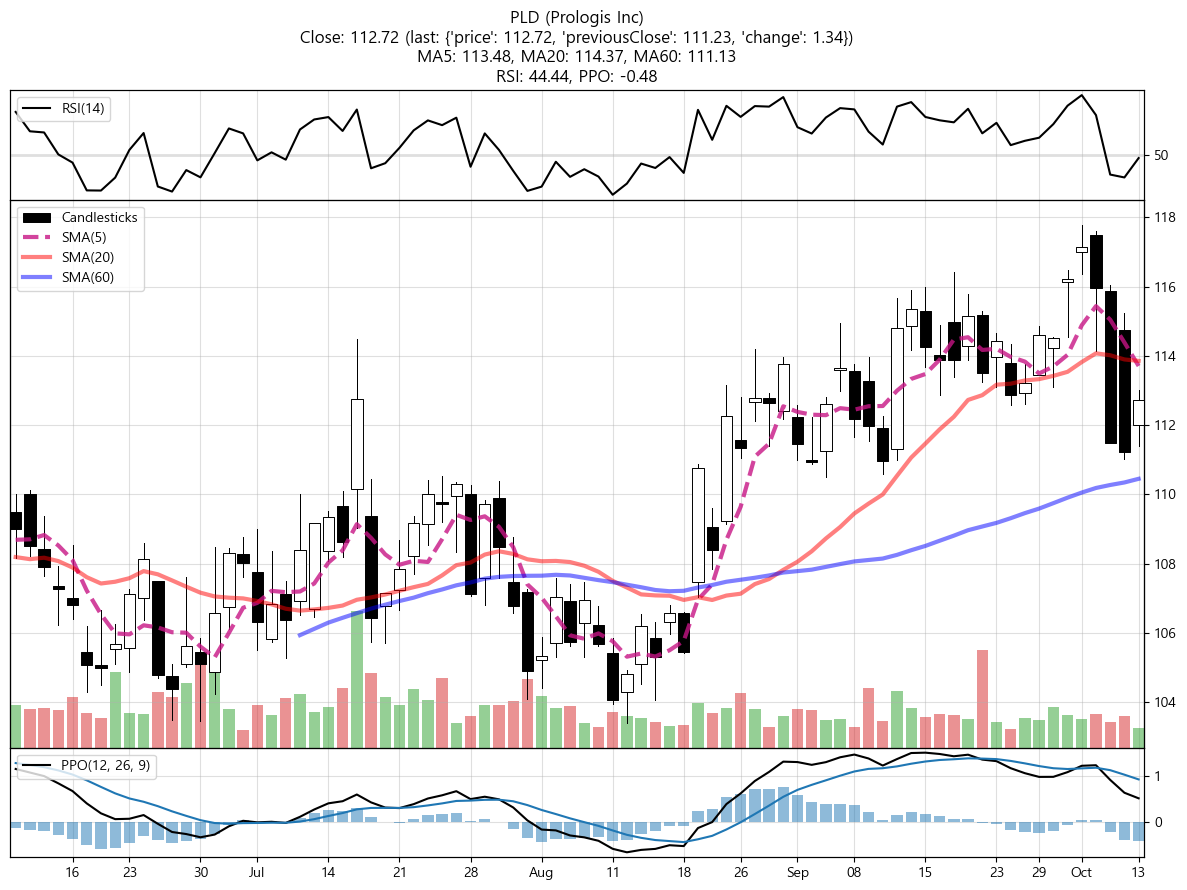 PLD (Prologis Inc)
Close: 112.72 (last: {'price': 112.72, 'previousClose': 111.23, 'change': 1.34})
MA5: 113.48, MA20: 114.37, MA60: 111.13
RSI: 44.44, PPO: -0.48
RSI(14)
50
Candlesticks
SMA(5)
SMA(20)
SMA(60)
118
116
114
112
110
108
106
104
PPO(12, 26, 9)
1
0
16 23 30 Jul 14 21 28 Aug 11 18 26 Sep 08 15 23 29 Oct 13